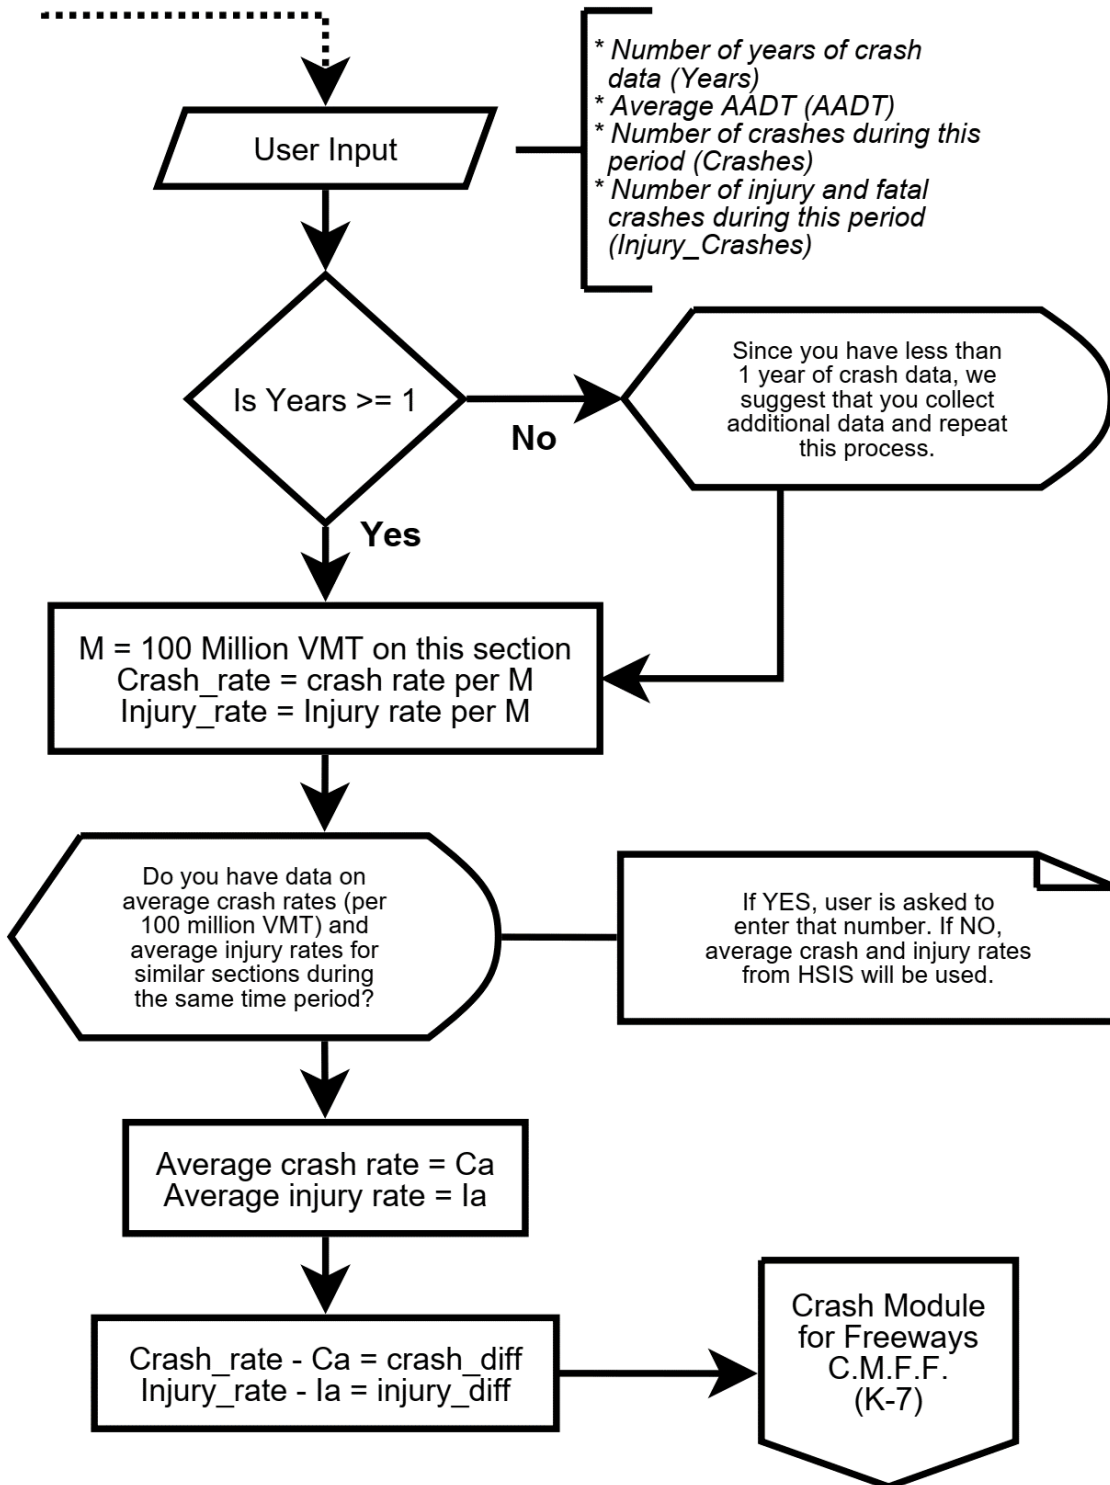 User Input
* Number of years of crash
data (Years)
* Average AADT (AADT)
* Number of crashes during this
period (Crashes)
* Number of injury and fatal
crashes during this period
(Injury_Crashes)
Is Years >= 1
No
Since you have less than
1 year of crash data, we
suggest that you collect
additional data and repeat
this process.
Yes
M = 100 Million VMT on this section
Crash_rate = crash rate per M
Injury_rate = Injury rate per M
Do you have data on
average crash rates (per
100 million VMT) and
average injury rates for
similar sections during
the same time period?
If YES, user is asked to
enter that number. If NO,
average crash and injury rates
from HSIS will be used.
Average crash rate = Ca
Average injury rate = Ia
Crash_rate - Ca = crash_diff
Injury_rate - Ia = injury_diff
Crash Module
for Freeways
C.M.F.F.
(K-7)